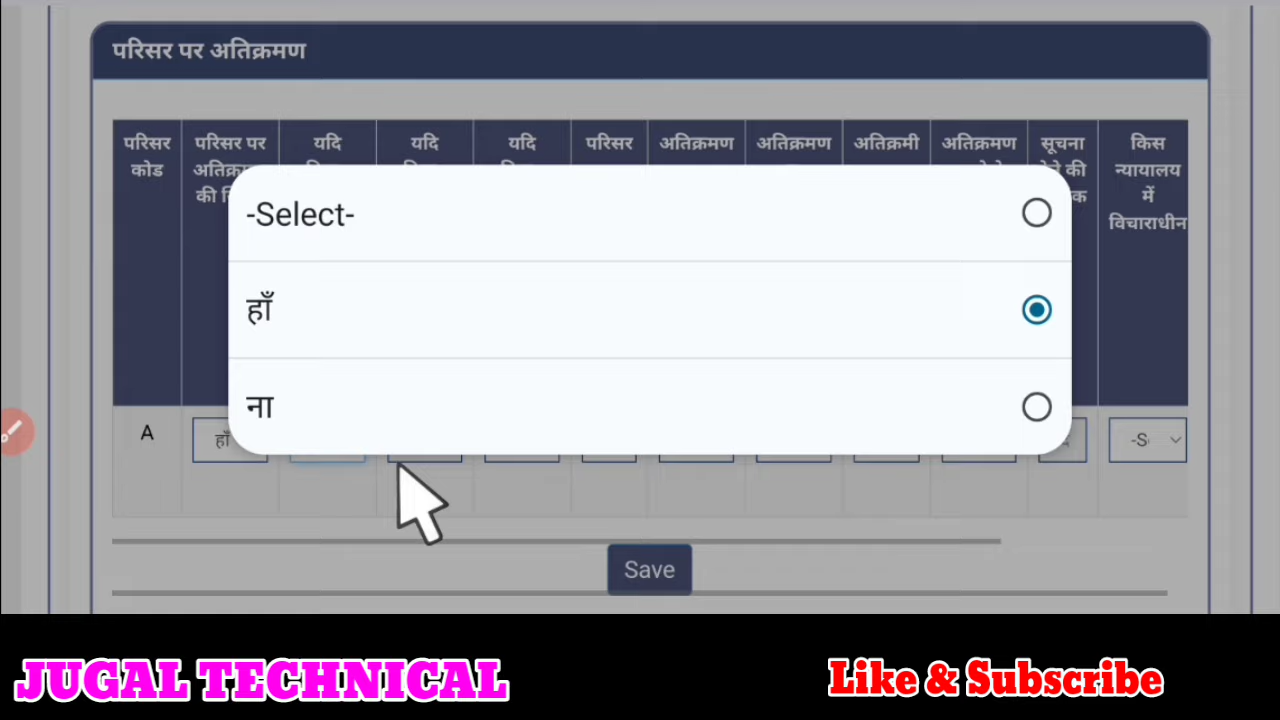 परिसर पर अतिक्रमण
परिसर परिसर पर यदि यदि यदि परिसर अतिक्रमण अतिक्रमण अतिक्रमी अतिक्रमण सूचना किस
कोड की न्यायालय
की में
विचाराधीन
-Select-
हाँ
ना
A हाँ -S
Save
JUGAL TECHNICAL
Like & Subscribe